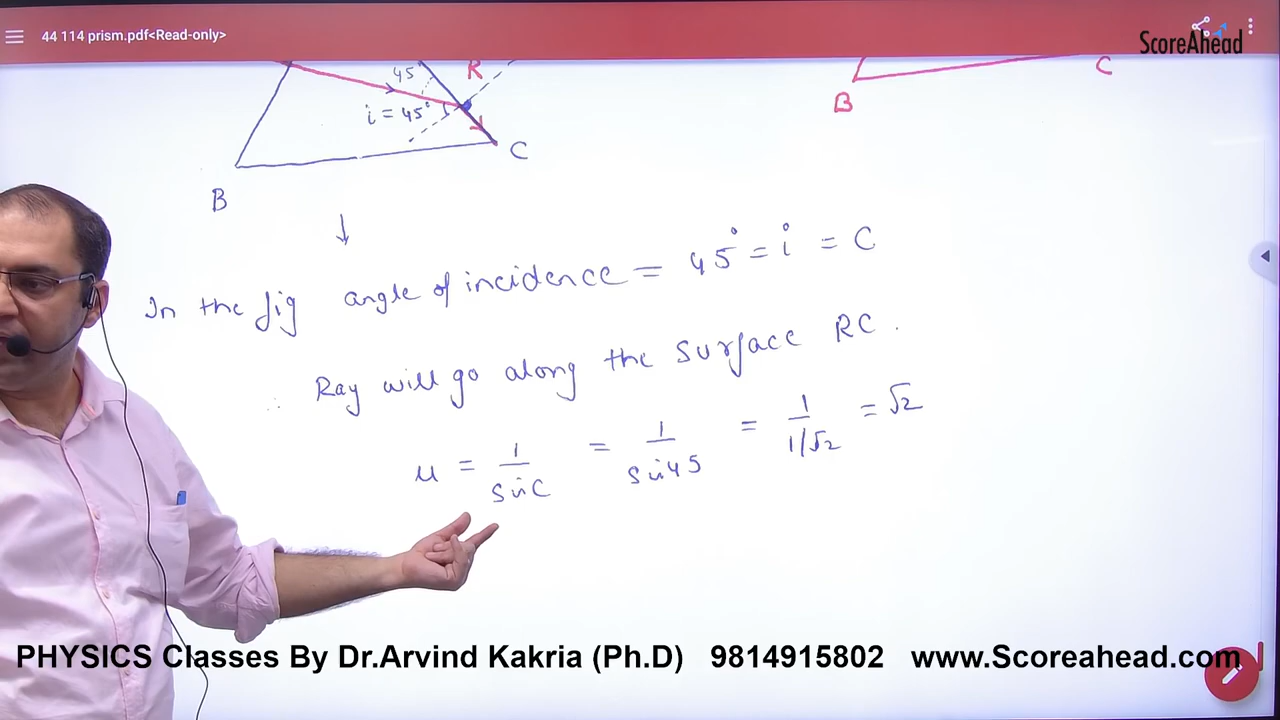 44 114 prism.pdf<Read-only>
ScoreAhead
45
R
i = 45°
C
B
C
B
In the fig angle of incidence = 45° = i = C
∴ Ray will go along the surface RC.
u = 1/sinC = 1/sin45 = 1/1/√2 = √2
PHYSICS Classes By Dr.Arvind Kakria (Ph.D) 9814915802 www.Scoreahead.com